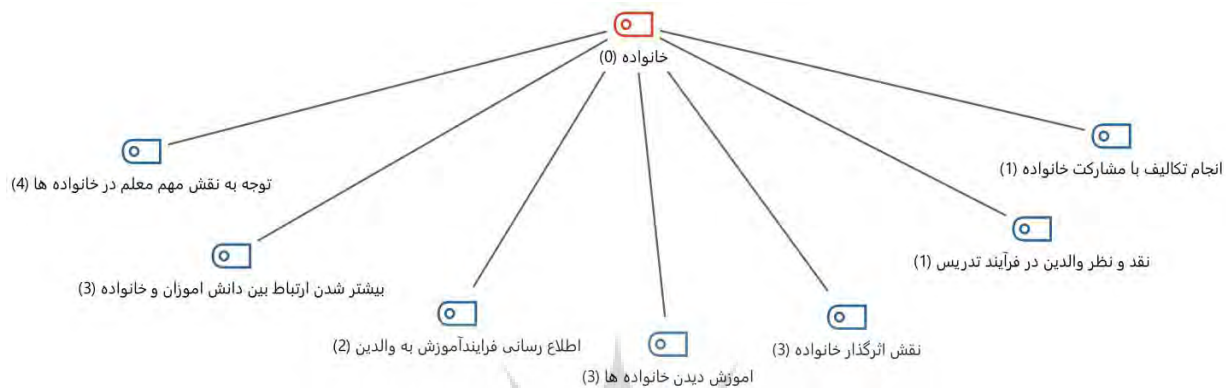 خانواده (0)
انجام تکالیف با مشارکت خانواده (1)
توجه به نقش مهم معلم در خانواده ها (4)
نقد و نظر والدین در فرآیند تدریس (1)
بیشتر شدن ارتباط بین دانش اموزان و خانواده (3)
نقش اثرگذار خانواده (3)
اطلاع رسانی فرایندآموزش به والدین (2)
اموزش دیدن خانواده ها (3)